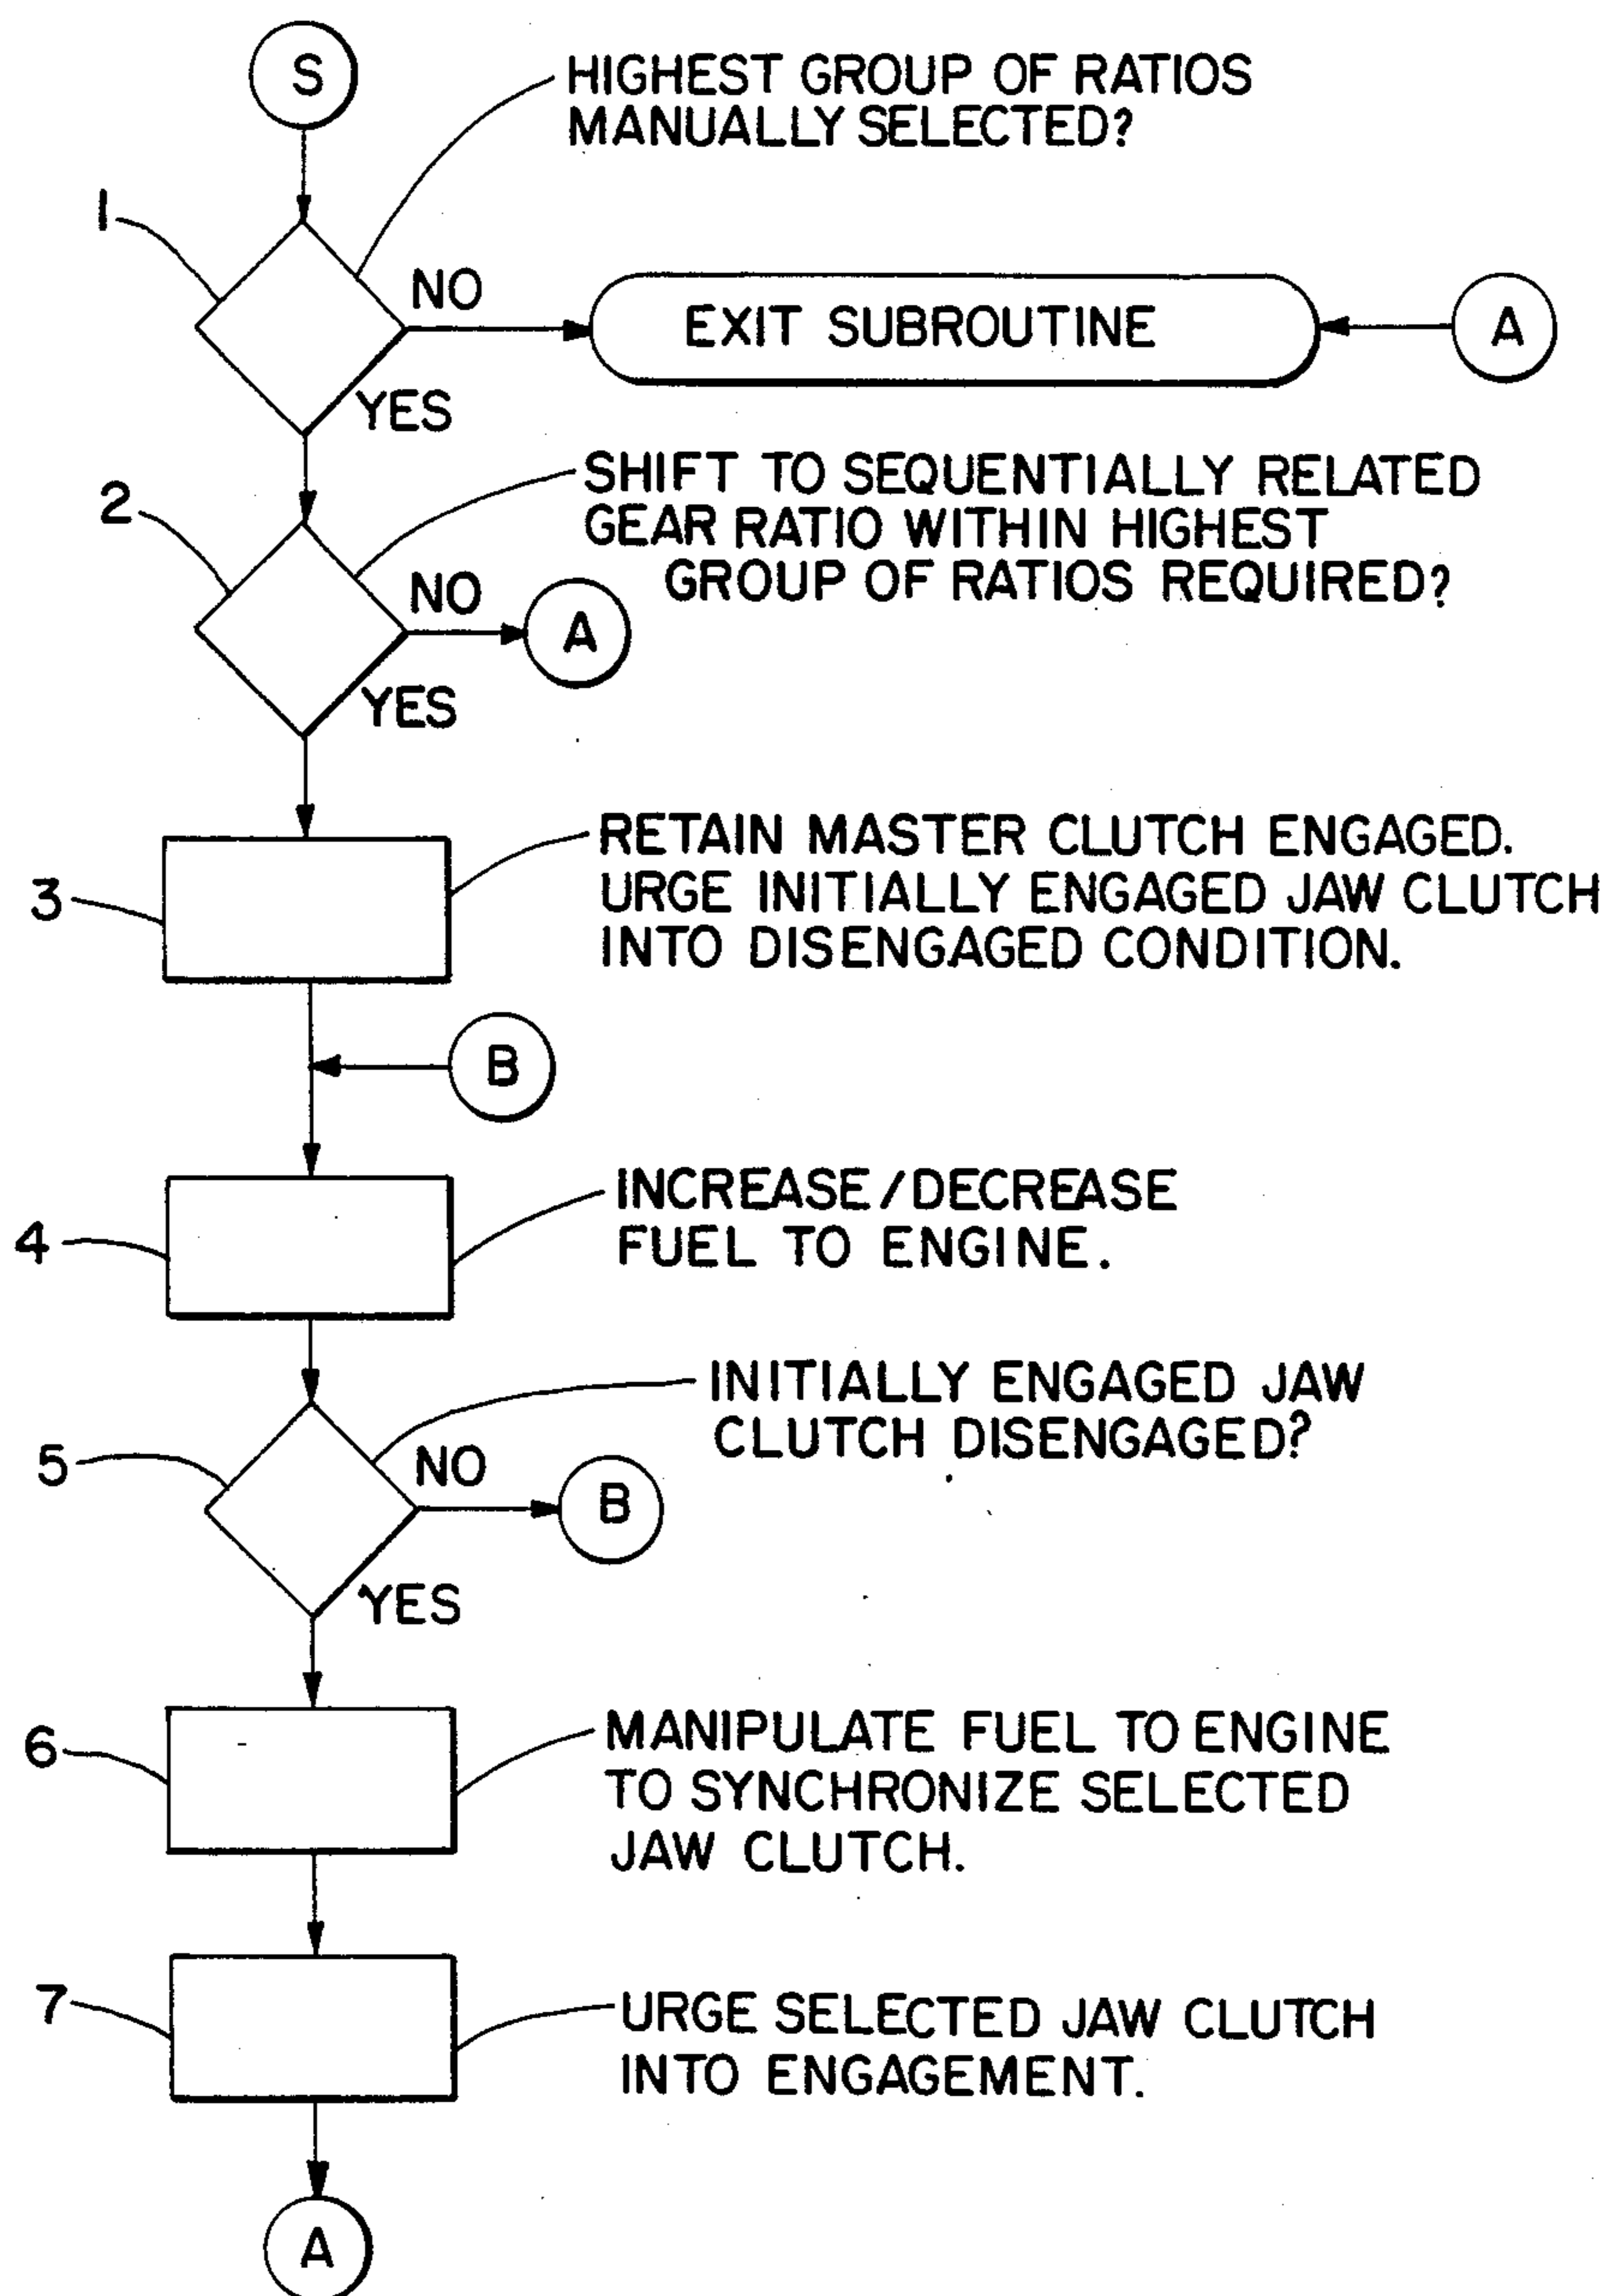 S
HIGHEST GROUP OF RATIOS
MANUALLY SELECTED?
1
NO
EXIT SUBROUTINE
A
YES
2
SHIFT TO SEQUENTIALLY RELATED
GEAR RATIO WITHIN HIGHEST
GROUP OF RATIOS REQUIRED?
NO
A
YES
3
RETAIN MASTER CLUTCH ENGAGED.
URGE INITIALLY ENGAGED JAW CLUTCH
INTO DISENGAGED CONDITION.
B
4
INCREASE/DECREASE
FUEL TO ENGINE.
5
INITIALLY ENGAGED JAW
CLUTCH DISENGAGED?
NO
B
YES
6
MANIPULATE FUEL TO ENGINE
TO SYNCHRONIZE SELECTED
JAW CLUTCH.
7
URGE SELECTED JAW CLUTCH
INTO ENGAGEMENT.
A